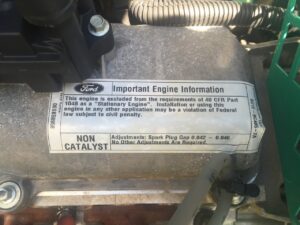 Ford Important Engine Information
This engine is excluded from the requirements of 40 CFR Part
1048 as a "Stationary Engine". Installation or using this
engine in any other application may be a violation of Federal
law subject to civil penalty.
NON
CATALYST
Adjustments: Spark Plug Gap 0.042 - 0.046
No Other Adjustments Are Required.